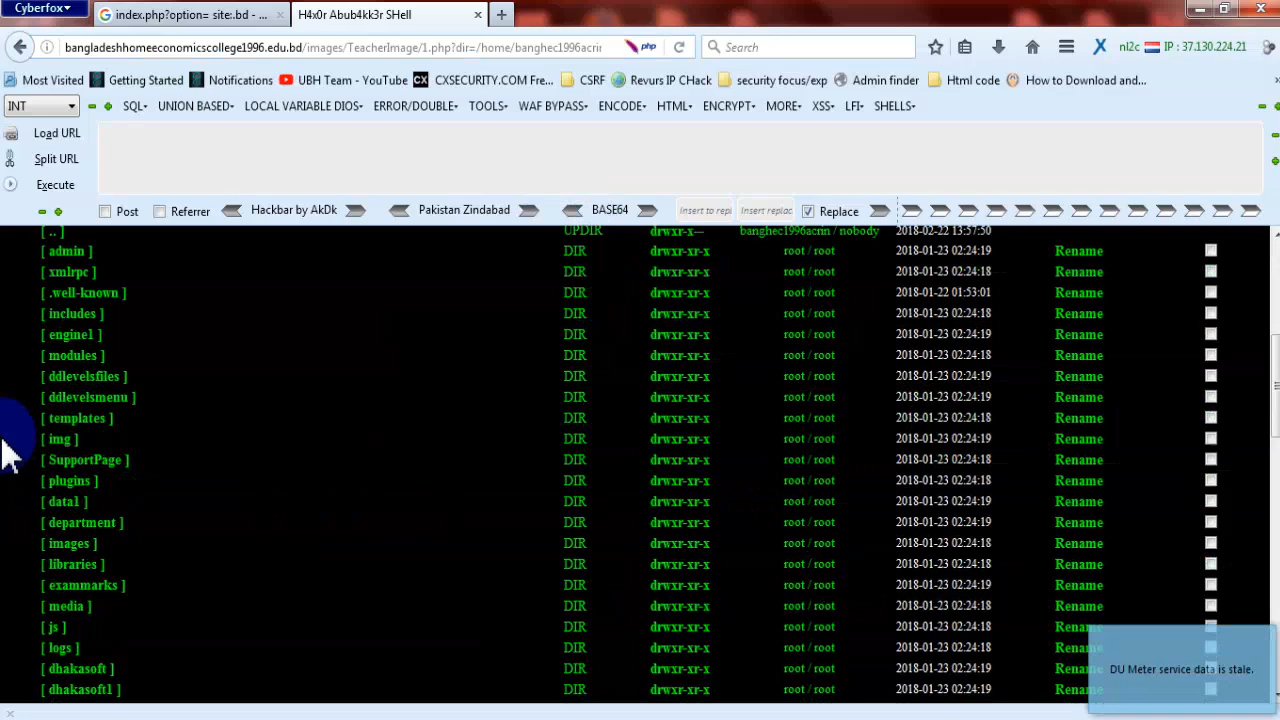 Cyberfox
index.php?option= site:.bd - ...
H4x0r Abub4kk3r SHell
bangladeshhomeeconomicscollege1996.edu.bd/images/TeacherImage/1.php?dir=/home/banghec1996acrin
php
Search
nl2c IP : 37.130.224.21
Most Visited Getting Started Notifications UBH Team - YouTube CXSECURITY.COM Fre... CSRF Revurs IP CHack security focus/exp Admin finder Html code How to Download and...
INT SQL UNION BASED LOCAL VARIABLE DIOS ERROR/DOUBLE TOOLS WAF BYPASS ENCODE HTML ENCRYPT MORE XSS LFI SHELLS
Load URL
Split URL
Execute
Post Referrer Hackbar by AkDk Pakistan Zindabad BASE64 Insert to repl Insert replac Replace
[ .. ] UPDIR drwxr-x--- banghec1996acrin / nobody 2018-02-22 13:57:50
[ admin ] DIR drwxr-xr-x root / root 2018-01-23 02:24:19 Rename
[ xmlrpc ] DIR drwxr-xr-x root / root 2018-01-23 02:24:18 Rename
[ .well-known ] DIR drwxr-xr-x root / root 2018-01-22 01:53:01 Rename
[ includes ] DIR drwxr-xr-x root / root 2018-01-23 02:24:18 Rename
[ engine1 ] DIR drwxr-xr-x root / root 2018-01-23 02:24:19 Rename
[ modules ] DIR drwxr-xr-x root / root 2018-01-23 02:24:18 Rename
[ ddlevelsfiles ] DIR drwxr-xr-x root / root 2018-01-23 02:24:19 Rename
[ ddlevelsmenu ] DIR drwxr-xr-x root / root 2018-01-23 02:24:19 Rename
[ templates ] DIR drwxr-xr-x root / root 2018-01-23 02:24:18 Rename
[ img ] DIR drwxr-xr-x root / root 2018-01-23 02:24:19 Rename
[ SupportPage ] DIR drwxr-xr-x root / root 2018-01-23 02:24:18 Rename
[ plugins ] DIR drwxr-xr-x root / root 2018-01-23 02:24:18 Rename
[ data1 ] DIR drwxr-xr-x root / root 2018-01-23 02:24:19 Rename
[ department ] DIR drwxr-xr-x root / root 2018-01-23 02:24:19 Rename
[ images ] DIR drwxr-xr-x root / root 2018-01-23 02:24:18 Rename
[ libraries ] DIR drwxr-xr-x root / root 2018-01-23 02:24:18 Rename
[ exammarks ] DIR drwxr-xr-x root / root 2018-01-23 02:24:19 Rename
[ media ] DIR drwxr-xr-x root / root 2018-01-23 02:24:18 Rename
[ js ] DIR drwxr-xr-x root / root 2018-01-23 02:24:18 Rename
[ logs ] DIR drwxr-xr-x root / root 2018-01-23 02:24:18 Rename
[ dhakasoft ] DIR drwxr-xr-x root / root 2018-01-23 02:24:19 Rename
DU Meter service data is stale.
[ dhakasoft1 ] DIR drwxr-xr-x root / root 2018-01-23 02:24:19 Rename